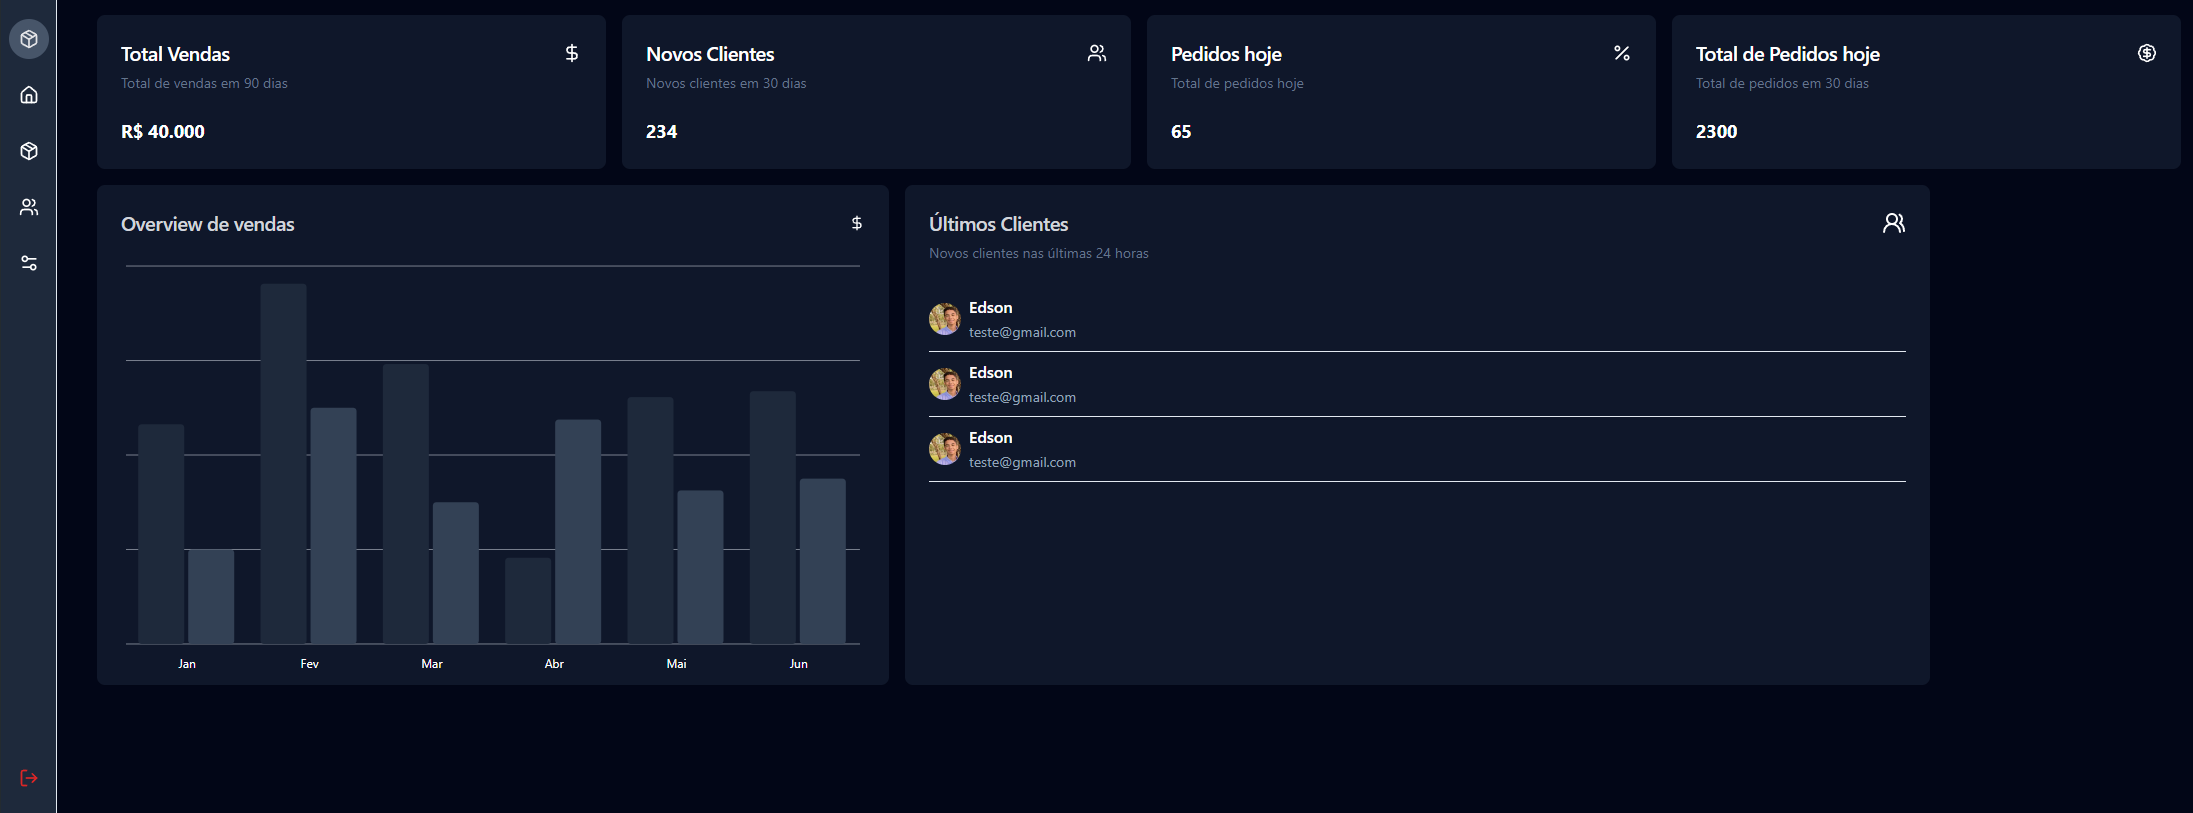 Total Vendas
Total de vendas em 90 dias
R$ 40.000
Novos Clientes
Novos clientes em 30 dias
234
Pedidos hoje
Total de pedidos hoje
65
Total de Pedidos hoje
Total de pedidos em 30 dias
2300
Overview de vendas
Jan Fev Mar Abr Mai Jun
Últimos Clientes
Novos clientes nas últimas 24 horas
Edson
teste@gmail.com
Edson
teste@gmail.com
Edson
teste@gmail.com